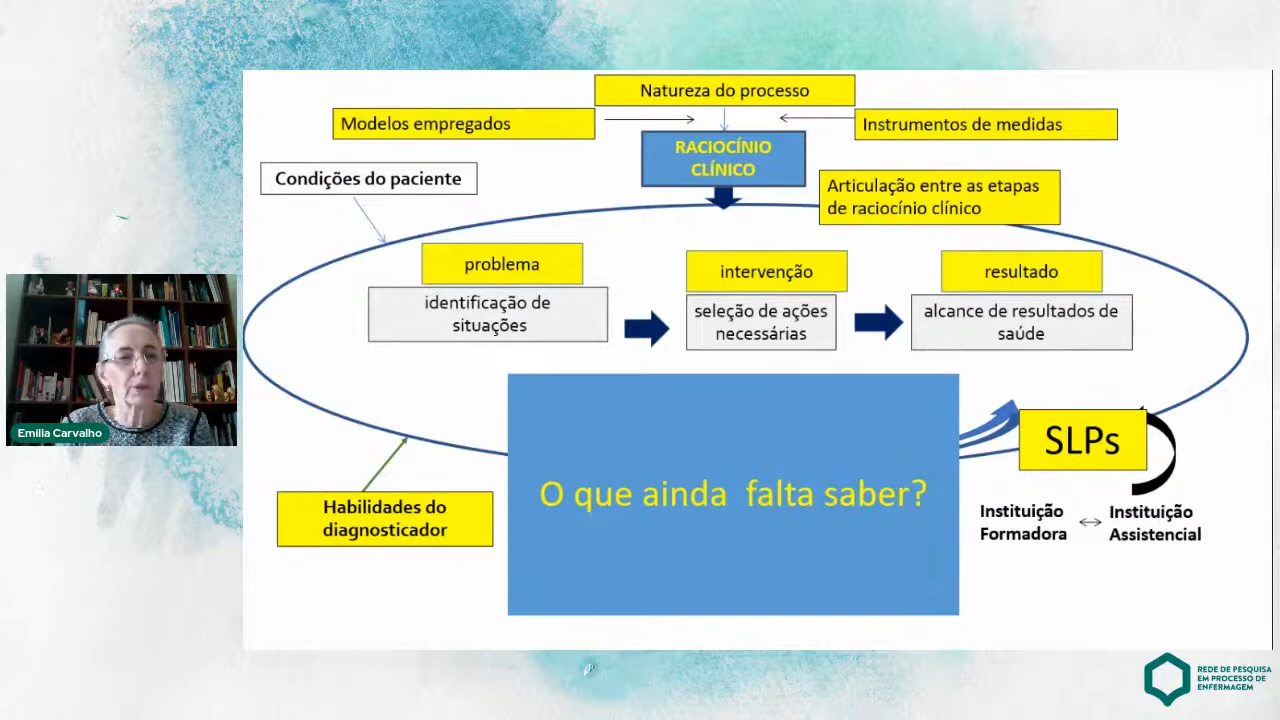 Natureza do processo
Modelos empregados
Instrumentos de medidas
RACIOCÍNIO
CLÍNICO
Condições do paciente
Articulação entre as etapas
de raciocínio clínico
problema
intervenção
resultado
identificação de
situações
seleção de ações
necessárias
alcance de resultados de
saúde
Emilia Carvalho
SLPs
O que ainda falta saber?
Habilidades do
diagnosticador
Instituição
Formadora
Instituição
Assistencial
REDE DE PESQUISA
EM PROCESSO DE
ENFERMAGEM